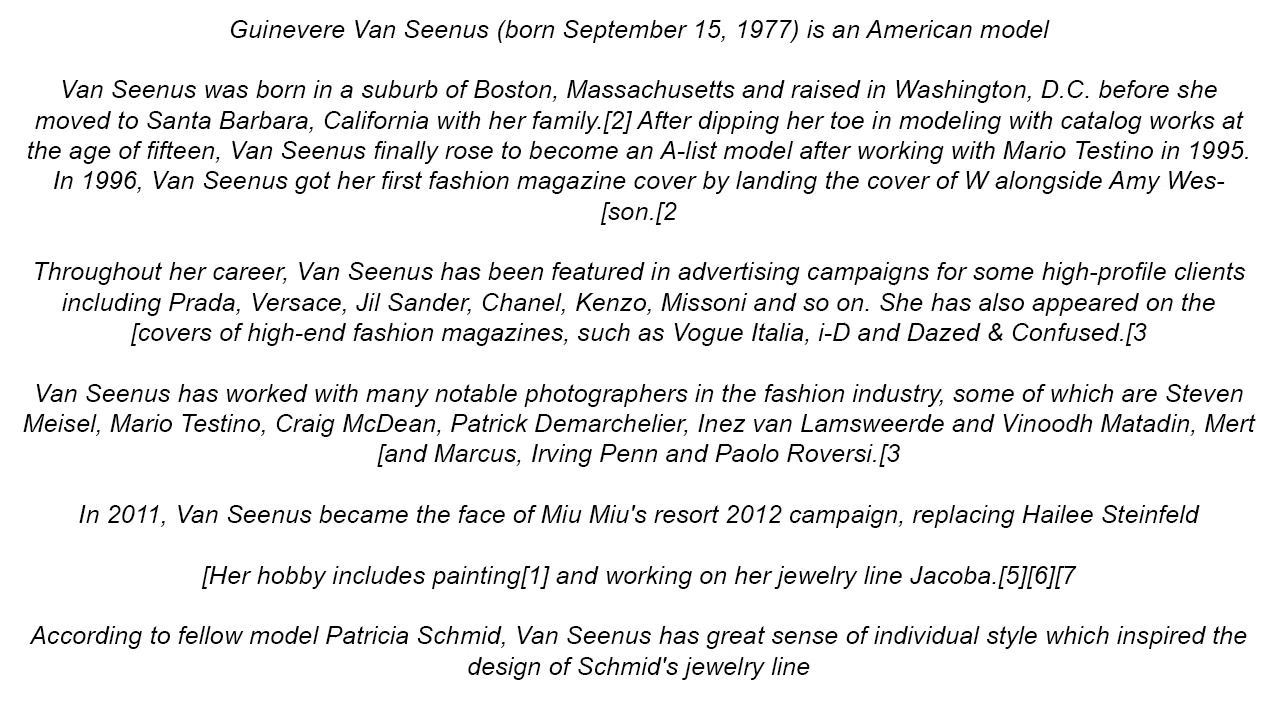 Guinevere Van Seenus (born September 15, 1977) is an American model
Van Seenus was born in a suburb of Boston, Massachusetts and raised in Washington, D.C. before she
moved to Santa Barbara, California with her family.[2] After dipping her toe in modeling with catalog works at
the age of fifteen, Van Seenus finally rose to become an A-list model after working with Mario Testino in 1995.
In 1996, Van Seenus got her first fashion magazine cover by landing the cover of W alongside Amy Wes-
[son.[2
Throughout her career, Van Seenus has been featured in advertising campaigns for some high-profile clients
including Prada, Versace, Jil Sander, Chanel, Kenzo, Missoni and so on. She has also appeared on the
[covers of high-end fashion magazines, such as Vogue Italia, i-D and Dazed & Confused.[3
Van Seenus has worked with many notable photographers in the fashion industry, some of which are Steven
Meisel, Mario Testino, Craig McDean, Patrick Demarchelier, Inez van Lamsweerde and Vinoodh Matadin, Mert
[and Marcus, Irving Penn and Paolo Roversi.[3
In 2011, Van Seenus became the face of Miu Miu's resort 2012 campaign, replacing Hailee Steinfeld
[Her hobby includes painting[1] and working on her jewelry line Jacoba.[5][6][7
According to fellow model Patricia Schmid, Van Seenus has great sense of individual style which inspired the
design of Schmid's jewelry line